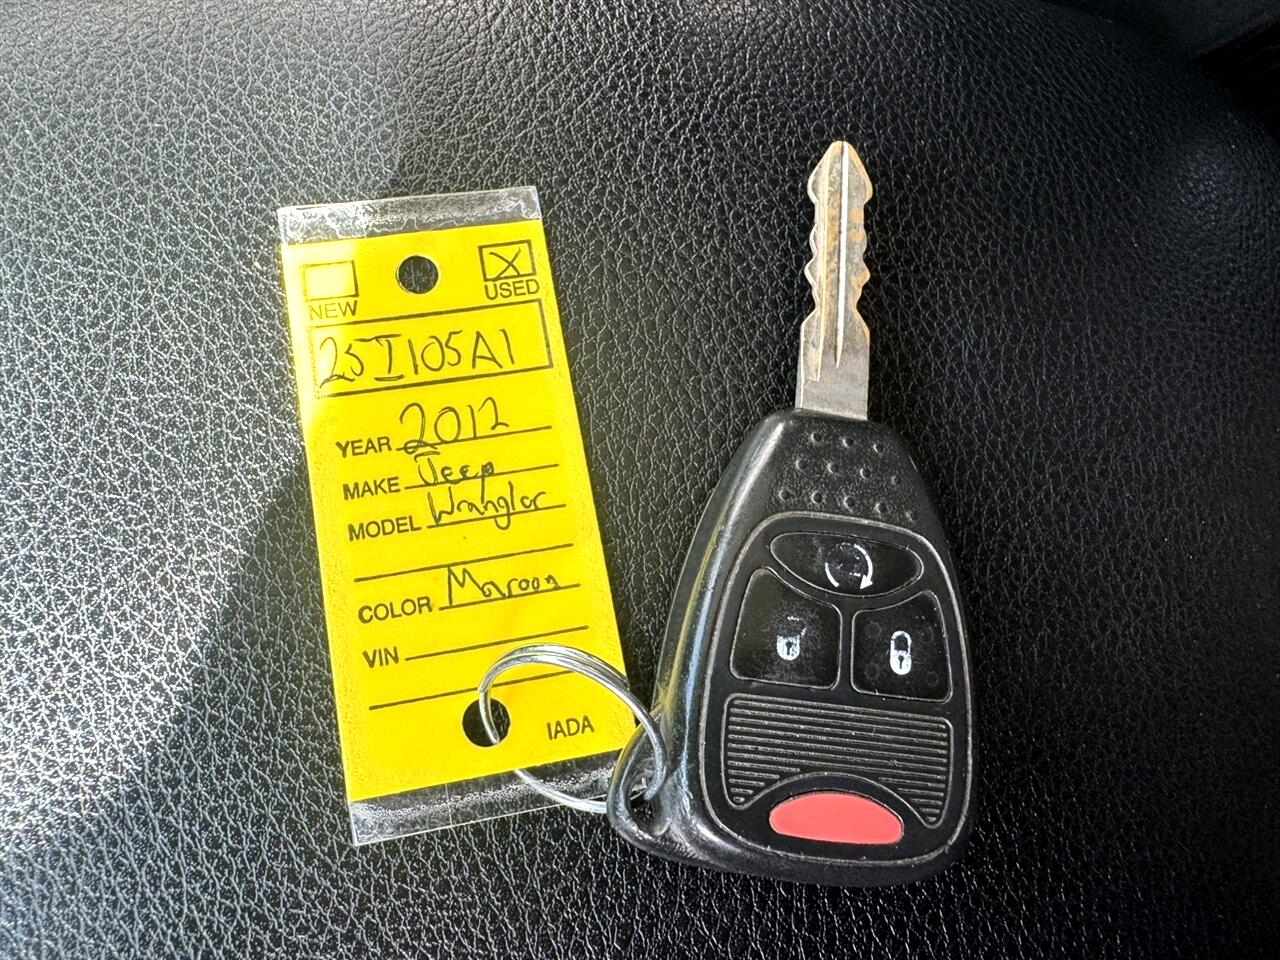 NEW USED
25I105A1
YEAR 2012
MAKE Jeep
MODEL Wrangler
COLOR Maroon
VIN
IADA